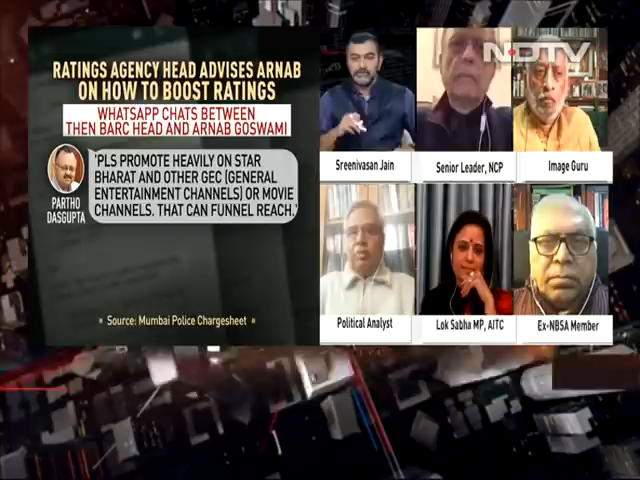 NDTV
RATINGS AGENCY HEAD ADVISES ARNAB
ON HOW TO BOOST RATINGS
WHATSAPP CHATS BETWEEN
THEN BARC HEAD AND ARNAB GOSWAMI
'PLS PROMOTE HEAVILY ON STAR
BHARAT AND OTHER GEC (GENERAL
ENTERTAINMENT CHANNELS) OR MOVIE
CHANNELS. THAT CAN FUNNEL REACH.'
PARTHO
DASGUPTA
Source: Mumbai Police Chargesheet
Sreenivasan Jain
Senior Leader, NCP
Image Guru
Political Analyst
Lok Sabha MP, AITC
Ex-NBSA Member